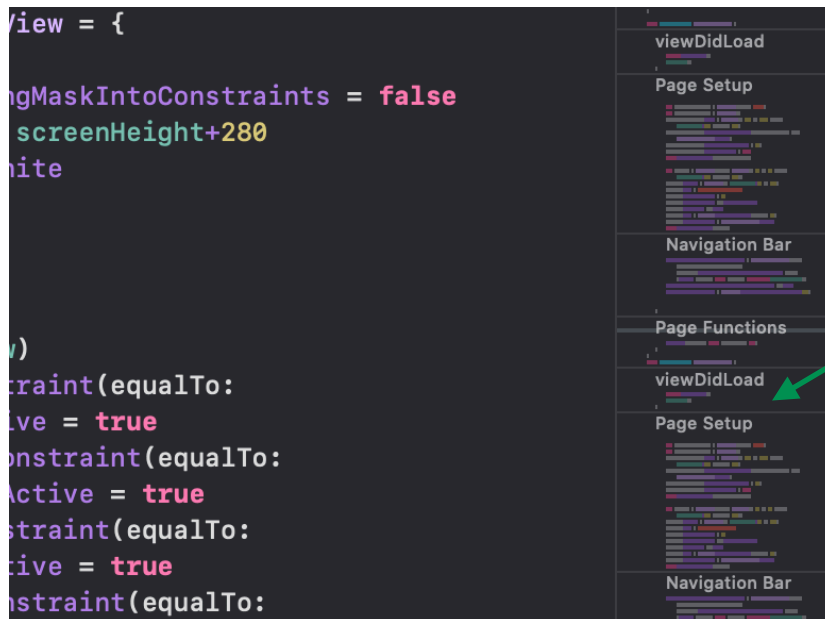 View = {
ngMaskIntoConstraints = false
screenHeight+280
hite
w)
traint(equalTo:
ive = true
onstraint(equalTo:
Active = true
straint(equalTo:
tive = true
nstraint(equalTo:
viewDidLoad
Page Setup
Navigation Bar
Page Functions
viewDidLoad
Page Setup
Navigation Bar